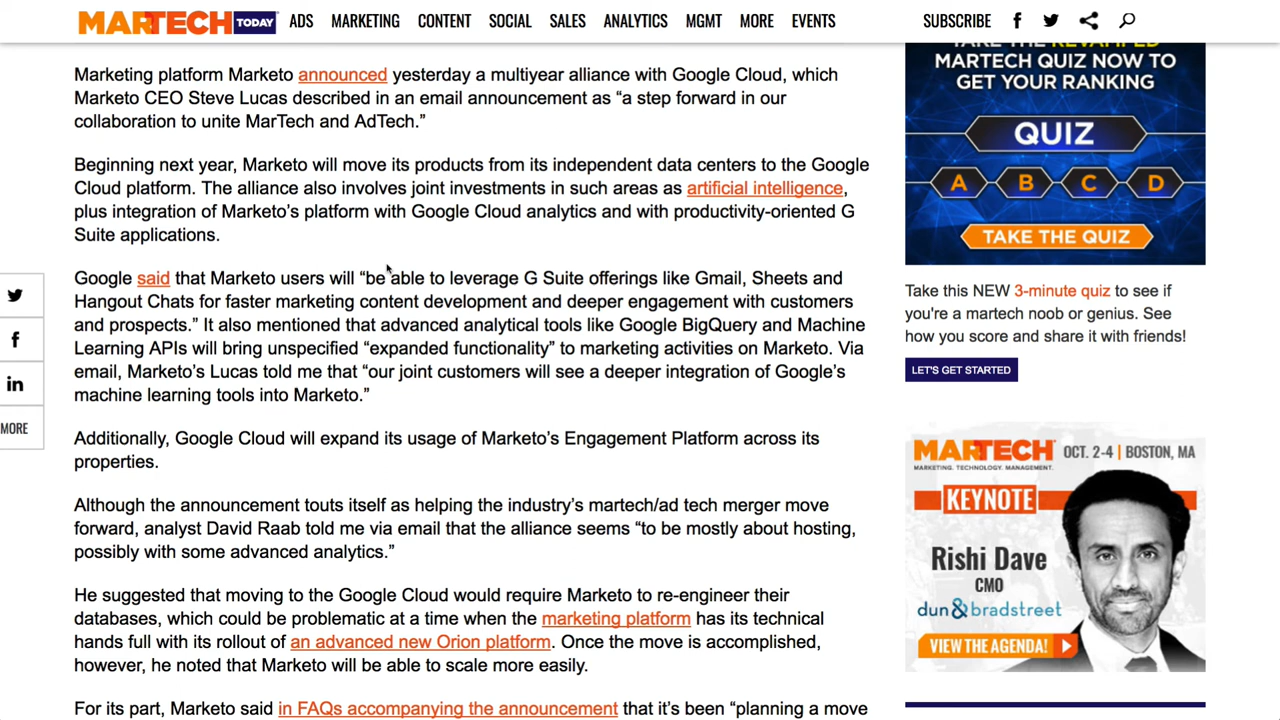 MARTECH TODAY ADS MARKETING CONTENT SOCIAL SALES ANALYTICS MGMT MORE EVENTS SUBSCRIBE
Marketing platform Marketo announced yesterday a multiyear alliance with Google Cloud, which
Marketo CEO Steve Lucas described in an email announcement as “a step forward in our
collaboration to unite MarTech and AdTech.”
Beginning next year, Marketo will move its products from its independent data centers to the Google
Cloud platform. The alliance also involves joint investments in such areas as artificial intelligence,
plus integration of Marketo’s platform with Google Cloud analytics and with productivity-oriented G
Suite applications.
Google said that Marketo users will “be able to leverage G Suite offerings like Gmail, Sheets and
Hangout Chats for faster marketing content development and deeper engagement with customers
and prospects.” It also mentioned that advanced analytical tools like Google BigQuery and Machine
Learning APIs will bring unspecified “expanded functionality” to marketing activities on Marketo. Via
email, Marketo’s Lucas told me that “our joint customers will see a deeper integration of Google’s
machine learning tools into Marketo.”
Additionally, Google Cloud will expand its usage of Marketo’s Engagement Platform across its
properties.
Although the announcement touts itself as helping the industry’s martech/ad tech merger move
forward, analyst David Raab told me via email that the alliance seems “to be mostly about hosting,
possibly with some advanced analytics.”
He suggested that moving to the Google Cloud would require Marketo to re-engineer their
databases, which could be problematic at a time when the marketing platform has its technical
hands full with its rollout of an advanced new Orion platform. Once the move is accomplished,
however, he noted that Marketo will be able to scale more easily.
For its part, Marketo said in FAQs accompanying the announcement that it’s been “planning a move
in
MORE
TAKE THE REVAMPED
MARTECH QUIZ NOW TO
GET YOUR RANKING
QUIZ
A B C D
TAKE THE QUIZ
Take this NEW 3-minute quiz to see if
you're a martech noob or genius. See
how you score and share it with friends!
LET'S GET STARTED
MARTECH OCT. 2-4 | BOSTON, MA
MARKETING. TECHNOLOGY. MANAGEMENT.
KEYNOTE
Rishi Dave
CMO
dun & bradstreet
VIEW THE AGENDA!